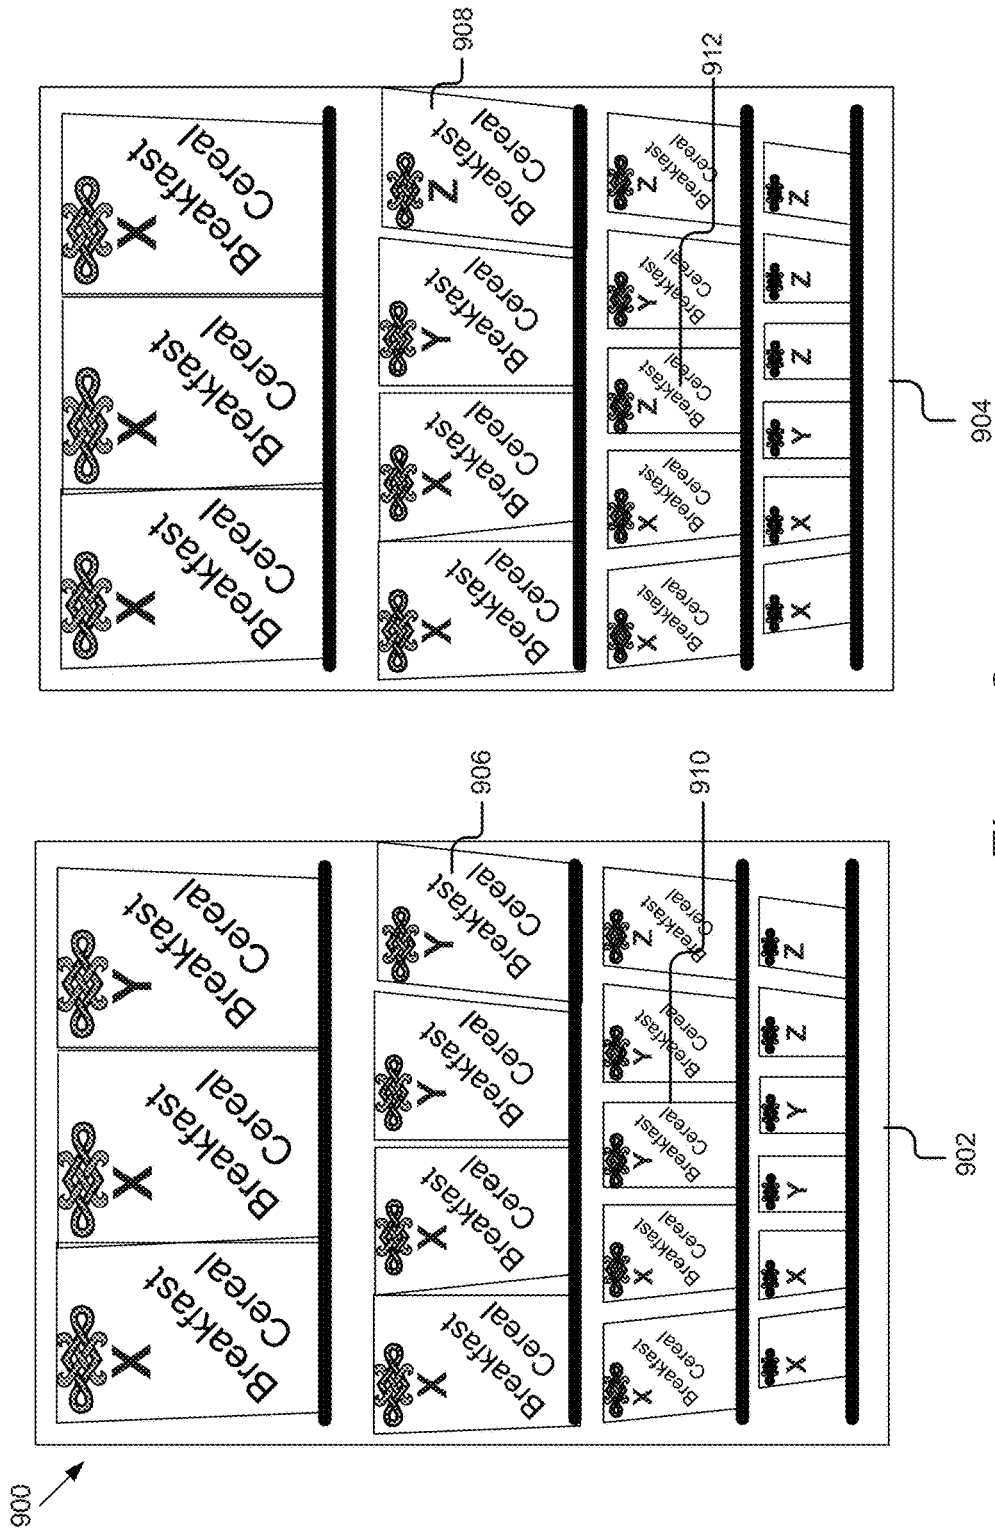 900
X X Y
Breakfast Breakfast Breakfast
Cereal Cereal Cereal
X X Y Y
Breakfast Breakfast Breakfast Breakfast
Cereal Cereal Cereal Cereal
906
X X Y Y Z
Breakfast Breakfast Breakfast Breakfast Breakfast
Cereal Cereal Cereal Cereal Cereal
910
X X Y Y Z Z
902
X X X
Breakfast Breakfast Breakfast
Cereal Cereal Cereal
908
X X Y Z
Breakfast Breakfast Breakfast Breakfast
Cereal Cereal Cereal Cereal
X X Z Y Z
Breakfast Breakfast Breakfast Breakfast Breakfast
Cereal Cereal Cereal Cereal Cereal
912
X X Y Z Z Z
904